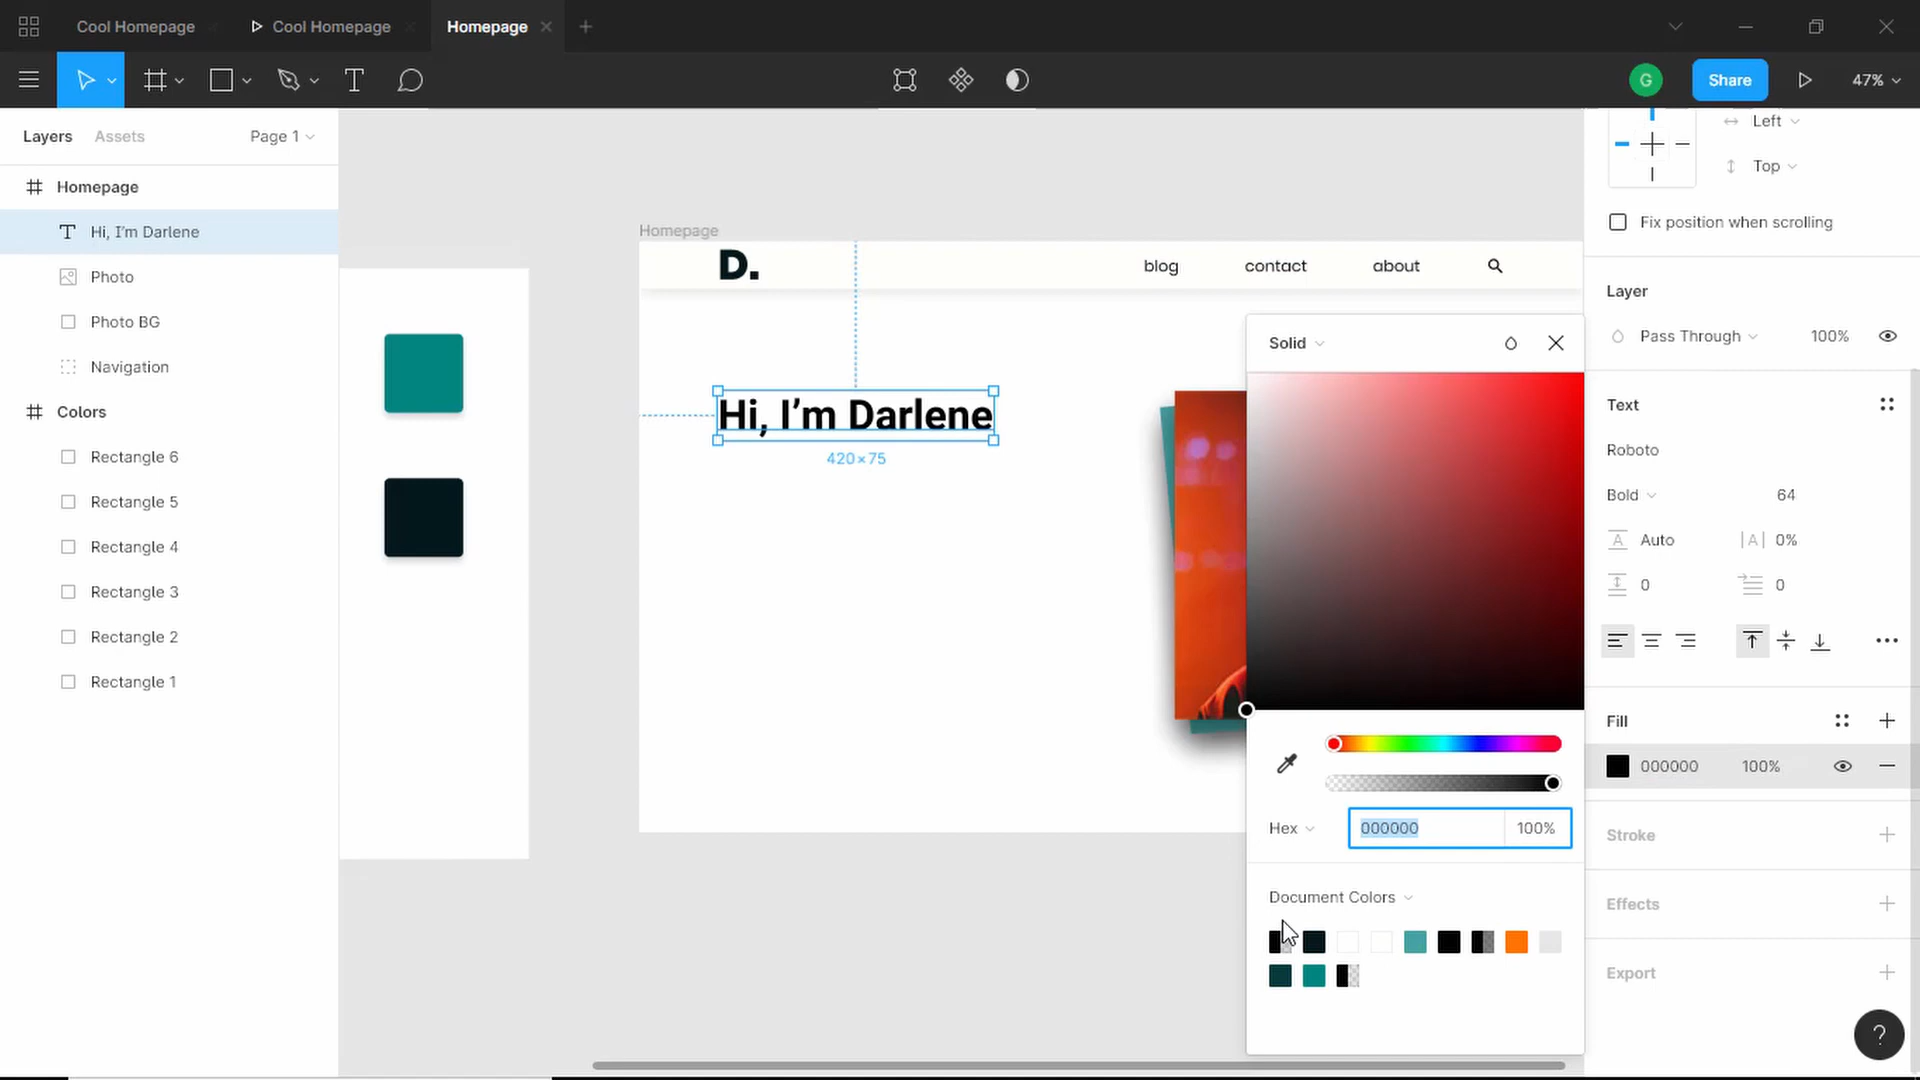 Cool Homepage
Cool Homepage
Homepage
T
G
Share
47%
Layers
Assets
Page 1
Homepage
T
Hi, I'm Darlene
Photo
Photo BG
Navigation
Colors
Rectangle 6
Rectangle 5
Rectangle 4
Rectangle 3
Rectangle 2
Rectangle 1
Homepage
D.
blog
contact
about
Hi, I'm Darlene
420×75
Solid
Hex
000000
100%
Document Colors
Left
Top
Fix position when scrolling
Layer
Pass Through
100%
Text
Roboto
Bold
64
A
Auto
|A|
0%
0
0
Fill
000000
100%
Stroke
Effects
Export
?